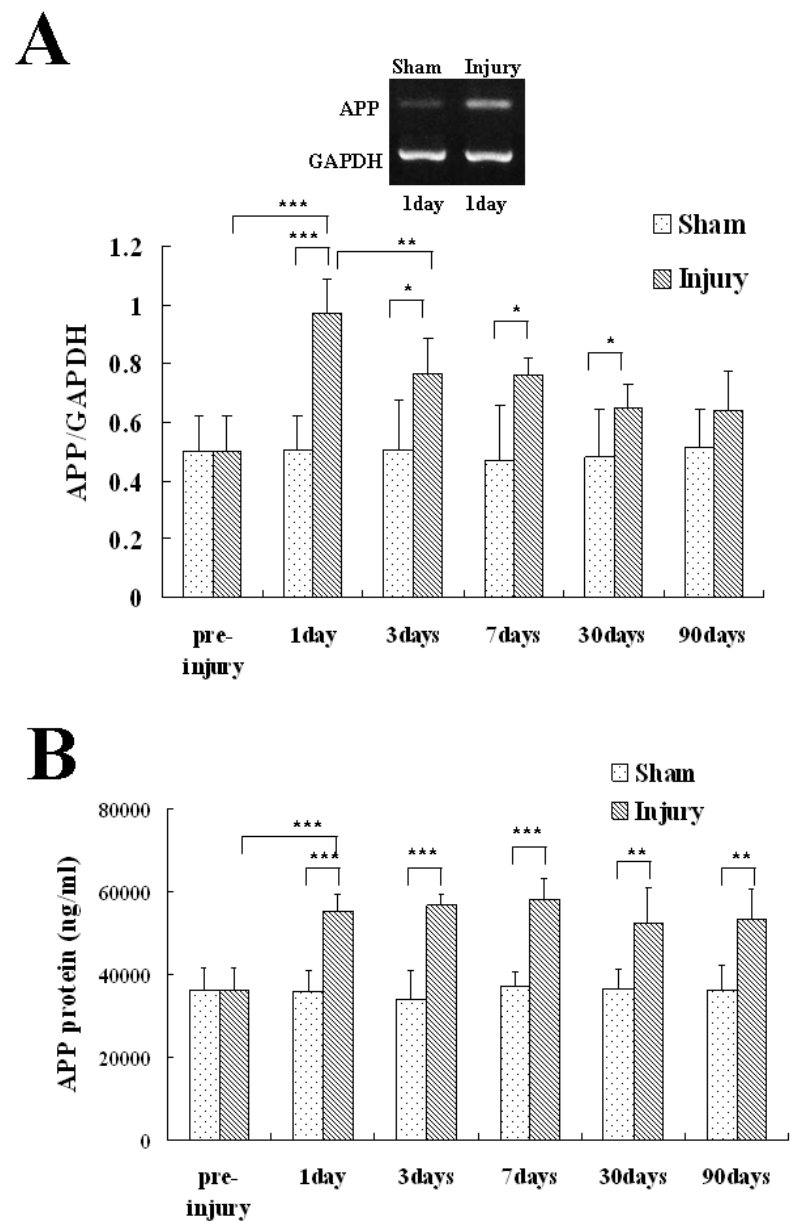 A
Sham Injury
APP
GAPDH
1day 1day
Sham
Injury
***
***
**
*
*
*
1.2
1
0.8
0.6
0.4
0.2
0
APP/GAPDH
pre-injury 1day 3days 7days 30days 90days
B
Sham
Injury
***
***
***
***
**
**
80000
60000
40000
20000
0
APP protein (ng/ml)
pre-injury 1day 3days 7days 30days 90days